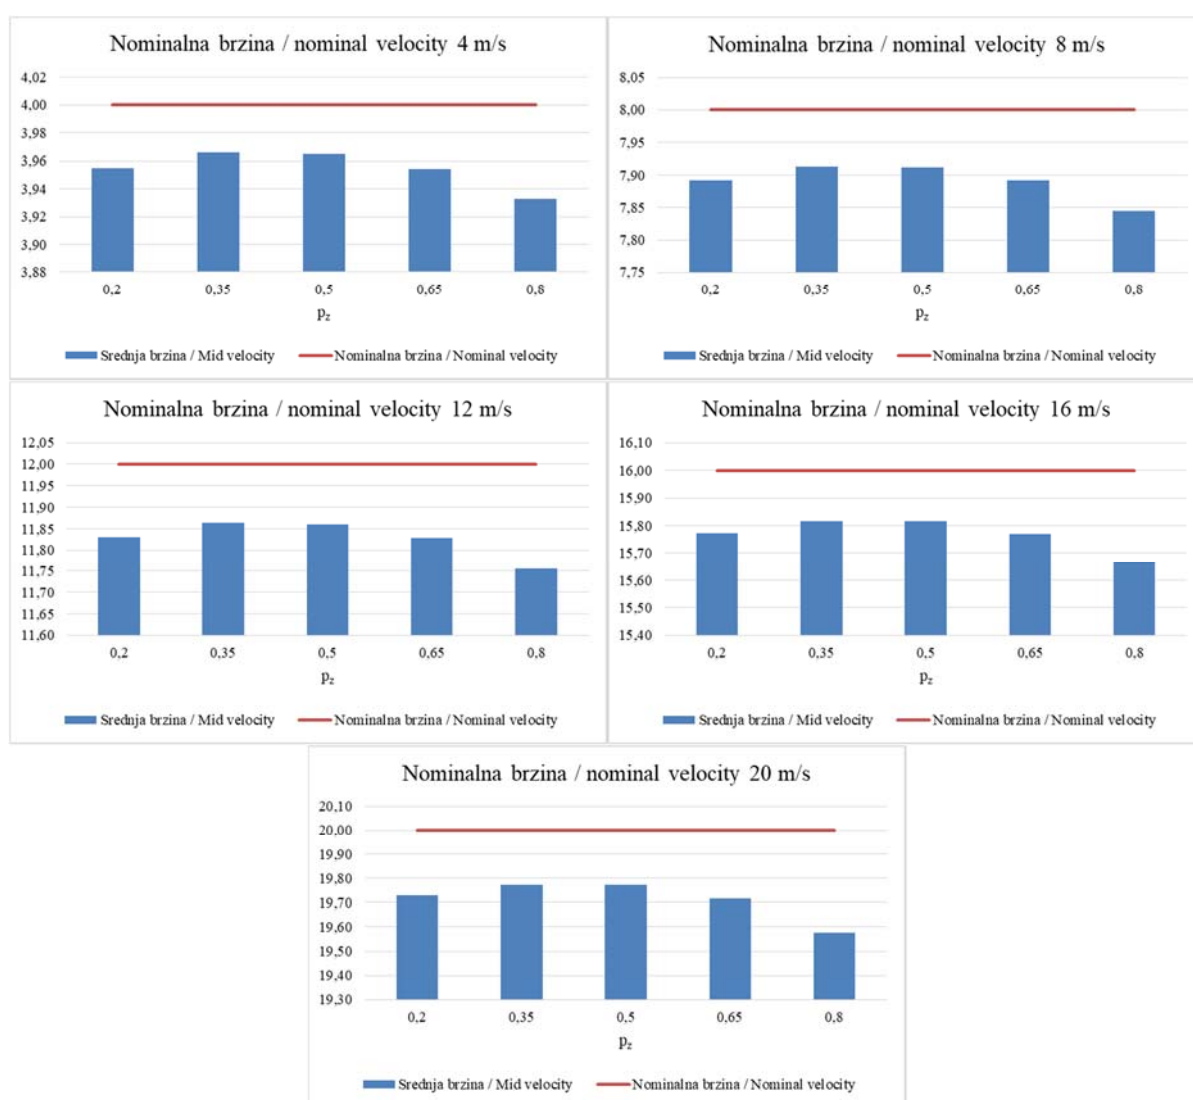 Nominalna brzina / nominal velocity 4 m/s
4,02
4,00
3,98
3,96
3,94
3,92
3,90
3,88
0,2 0,35 0,5 0,65 0,8
pz
Srednja brzina / Mid velocity Nominalna brzina / Nominal velocity
Nominalna brzina / nominal velocity 8 m/s
8,05
8,00
7,95
7,90
7,85
7,80
7,75
0,2 0,35 0,5 0,65 0,8
pz
Srednja brzina / Mid velocity Nominalna brzina / Nominal velocity
Nominalna brzina / nominal velocity 12 m/s
12,05
12,00
11,95
11,90
11,85
11,80
11,75
11,70
11,65
11,60
0,2 0,35 0,5 0,65 0,8
pz
Srednja brzina / Mid velocity Nominalna brzina / Nominal velocity
Nominalna brzina / nominal velocity 16 m/s
16,10
16,00
15,90
15,80
15,70
15,60
15,50
15,40
0,2 0,35 0,5 0,65 0,8
pz
Srednja brzina / Mid velocity Nominalna brzina / Nominal velocity
Nominalna brzina / nominal velocity 20 m/s
20,10
20,00
19,90
19,80
19,70
19,60
19,50
19,40
19,30
0,2 0,35 0,5 0,65 0,8
pz
Srednja brzina / Mid velocity Nominalna brzina / Nominal velocity